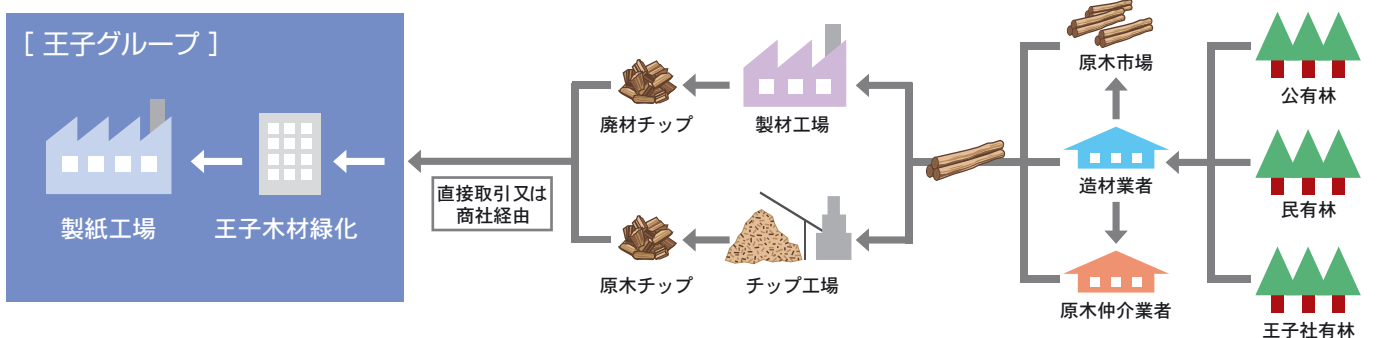 [ 王子グループ ]
製紙工場
王子木材緑化
直接取引又は
商社経由
廃材チップ
製材工場
原木チップ
チップ工場
原木市場
造材業者
原木仲介業者
公有林
民有林
王子社有林